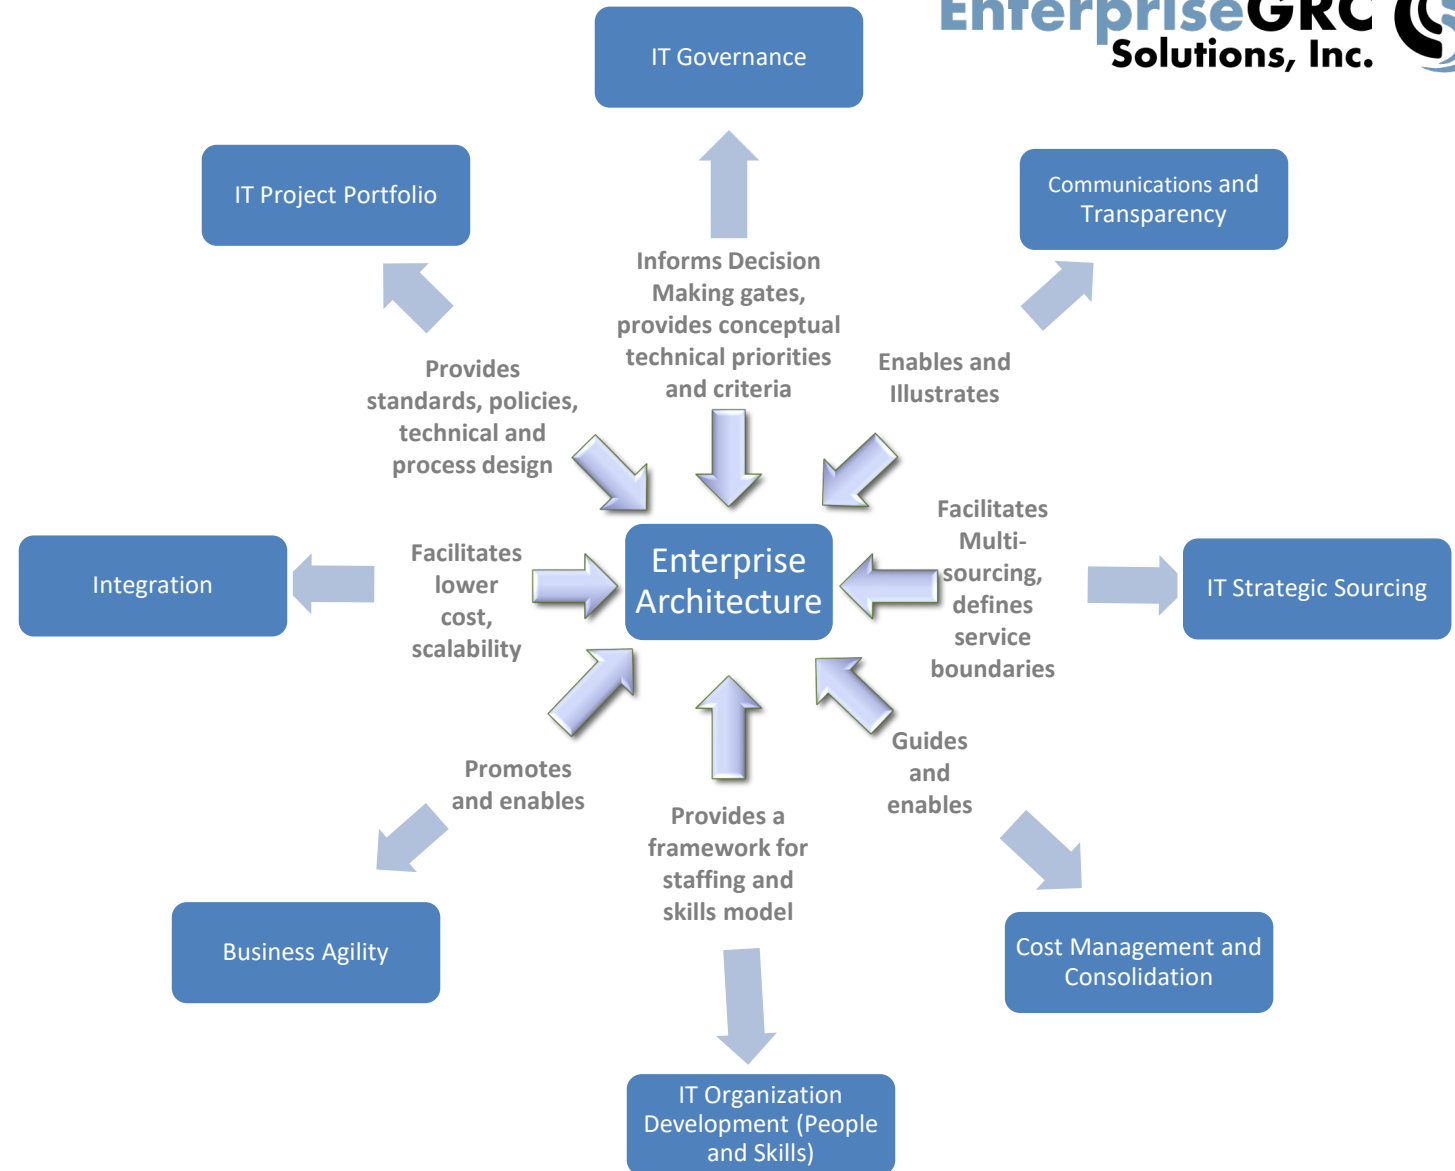 EnterpriseGRC
Solutions, Inc.
IT Governance
IT Project Portfolio
Communications and
Transparency
Informs Decision
Making gates,
provides conceptual
technical priorities
and criteria
Provides
standards, policies,
technical and
process design
Enables and
Illustrates
Integration
Facilitates
lower
cost,
scalability
Enterprise
Architecture
Facilitates
Multi-
sourcing,
defines
service
boundaries
IT Strategic Sourcing
Promotes
and enables
Provides a
framework for
staffing and
skills model
Guides
and
enables
Business Agility
Cost Management and
Consolidation
IT Organization
Development (People
and Skills)